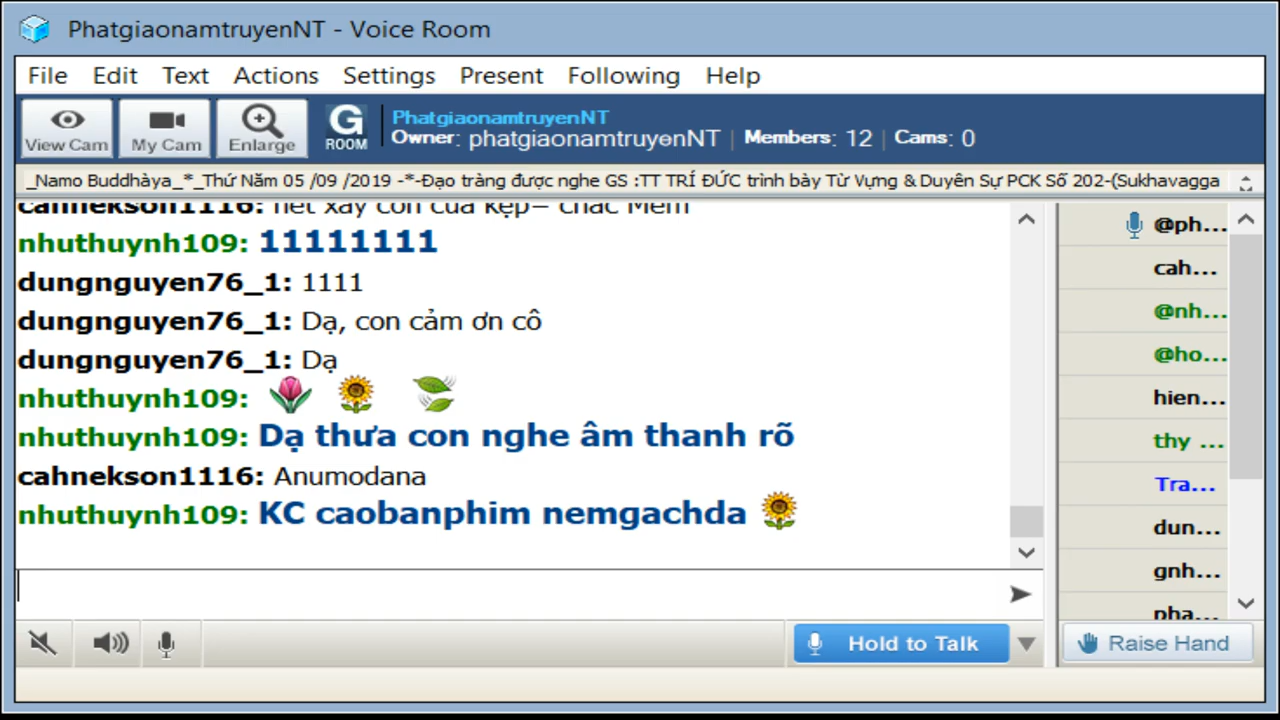 PhatgiaonamtruyenNT - Voice Room
File Edit Text Actions Settings Present Following Help
View Cam My Cam Enlarge G ROOM
PhatgiaonamtruyenNT
Owner: phatgiaonamtruyenNT | Members: 12 | Cams: 0
_Namo Buddhàya_*_Thứ Năm 05 /09 /2019 -*-Đạo tràng được nghe GS :TT TRÍ ĐỨC trình bày Từ Vựng & Duyên Sự PCK Số 202-(Sukhavagga
cahnekson1116:
nhuthuynh109: 11111111
dungnguyen76_1: 1111
dungnguyen76_1: Dạ, con cảm ơn cô
dungnguyen76_1: Dạ
nhuthuynh109:
nhuthuynh109: Dạ thưa con nghe âm thanh rõ
cahnekson1116: Anumodana
nhuthuynh109: KC caobanphim nemgachda
@ph...
cah...
@nh...
@ho...
hien...
thy ...
Tra...
dun...
gnh...
pha...
Hold to Talk
Raise Hand